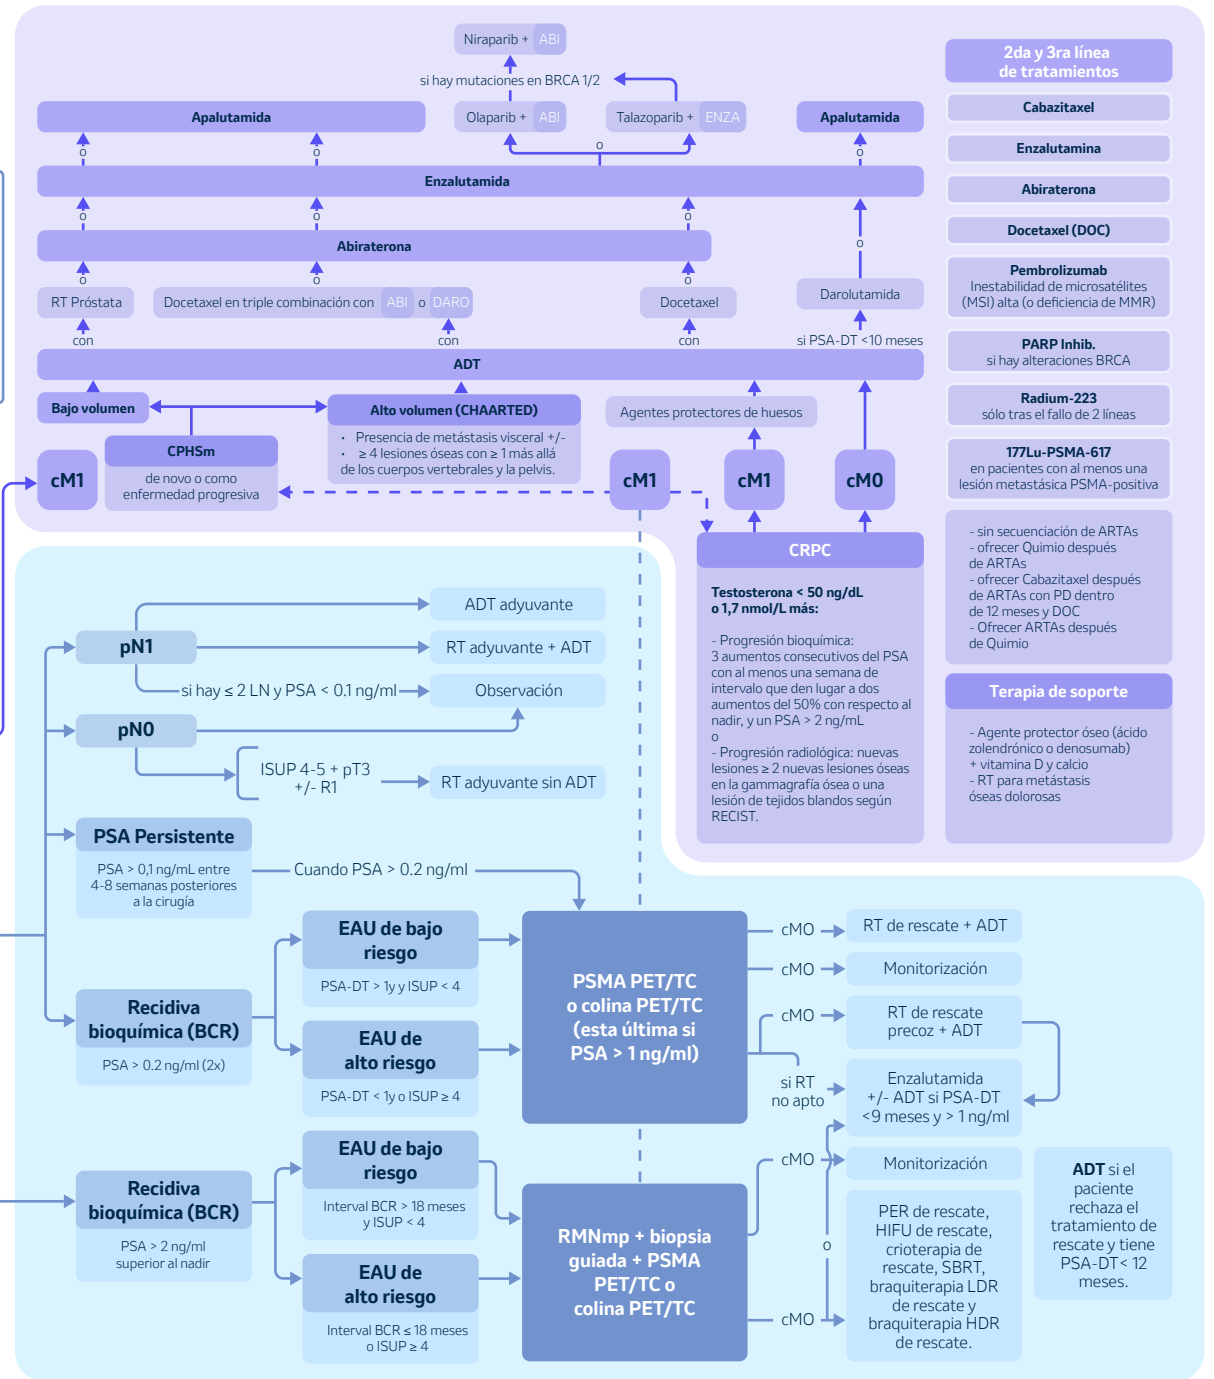 Niraparib + ABI
si hay mutaciones en BRCA 1/2
Apalutamida
Olaparib + ABI
Talazoparib + ENZA
Apalutamida
o
o
o
o
Enzalutamida
o
o
o
o
Abiraterona
o
o
o
RT Próstata
Docetaxel en triple combinación con ABI o DARO
Docetaxel
Darolutamida
con
con
con
si PSA-DT <10 meses
ADT
Bajo volumen
Alto volumen (CHAARTED)
• Presencia de metástasis visceral +/-
• ≥ 4 lesiones óseas con ≥ 1 más allá
de los cuerpos vertebrales y la pelvis.
Agentes protectores de huesos
cM1
CPHSm
de novo o como
enfermedad progresiva
cM1
cM1
cM0
CRPC
Testosterona < 50 ng/dL
o 1,7 nmol/L más:
- Progresión bioquímica:
3 aumentos consecutivos del PSA
con al menos una semana de
intervalo que den lugar a dos
aumentos del 50% con respecto al
nadir, y un PSA > 2 ng/mL
o
- Progresión radiológica: nuevas
lesiones ≥ 2 nuevas lesiones óseas
en la gammagrafía ósea o una
lesión de tejidos blandos según
RECIST.
2da y 3ra línea
de tratamientos
Cabazitaxel
Enzalutamina
Abiraterona
Docetaxel (DOC)
Pembrolizumab
Inestabilidad de microsatélites
(MSI) alta (o deficiencia de MMR)
PARP Inhib.
si hay alteraciones BRCA
Radium-223
sólo tras el fallo de 2 líneas
177Lu-PSMA-617
en pacientes con al menos una
lesión metastásica PSMA-positiva
- sin secuenciación de ARTAs
- ofrecer Quimio después
de ARTAs
- ofrecer Cabazitaxel después
de ARTAs con PD dentro
de 12 meses y DOC
- Ofrecer ARTAs después
de Quimio
Terapia de soporte
- Agente protector óseo (ácido
zolendrónico o denosumab)
+ vitamina D y calcio
- RT para metástasis
óseas dolorosas
pN1
ADT adyuvante
RT adyuvante + ADT
si hay ≤ 2 LN y PSA < 0.1 ng/ml
Observación
pN0
ISUP 4-5 + pT3
+/- R1
RT adyuvante sin ADT
PSA Persistente
PSA > 0,1 ng/mL entre
4-8 semanas posteriores
a la cirugía
Cuando PSA > 0.2 ng/ml
Recidiva
bioquímica (BCR)
PSA > 0.2 ng/ml (2x)
EAU de bajo
riesgo
PSA-DT > 1y y ISUP < 4
EAU de
alto riesgo
PSA-DT < 1y o ISUP ≥ 4
PSMA PET/TC
o colina PET/TC
(esta última si
PSA > 1 ng/ml)
cMO
RT de rescate + ADT
cMO
Monitorización
cMO
RT de rescate
precoz + ADT
si RT
no apto
Enzalutamida
+/- ADT si PSA-DT
<9 meses y > 1 ng/ml
Recidiva
bioquímica (BCR)
PSA > 2 ng/ml
superior al nadir
EAU de bajo
riesgo
Interval BCR > 18 meses
y ISUP < 4
EAU de
alto riesgo
Interval BCR ≤ 18 meses
o ISUP ≥ 4
RMNmp + biopsia
guiada + PSMA
PET/TC o
colina PET/TC
cMO
Monitorización
o
cMO
PER de rescate,
HIFU de rescate,
crioterapia de
rescate, SBRT,
braquiterapia LDR
de rescate y
braquiterapia HDR
de rescate.
ADT si el
paciente
rechaza el
tratamiento de
rescate y tiene
PSA-DT< 12
meses.